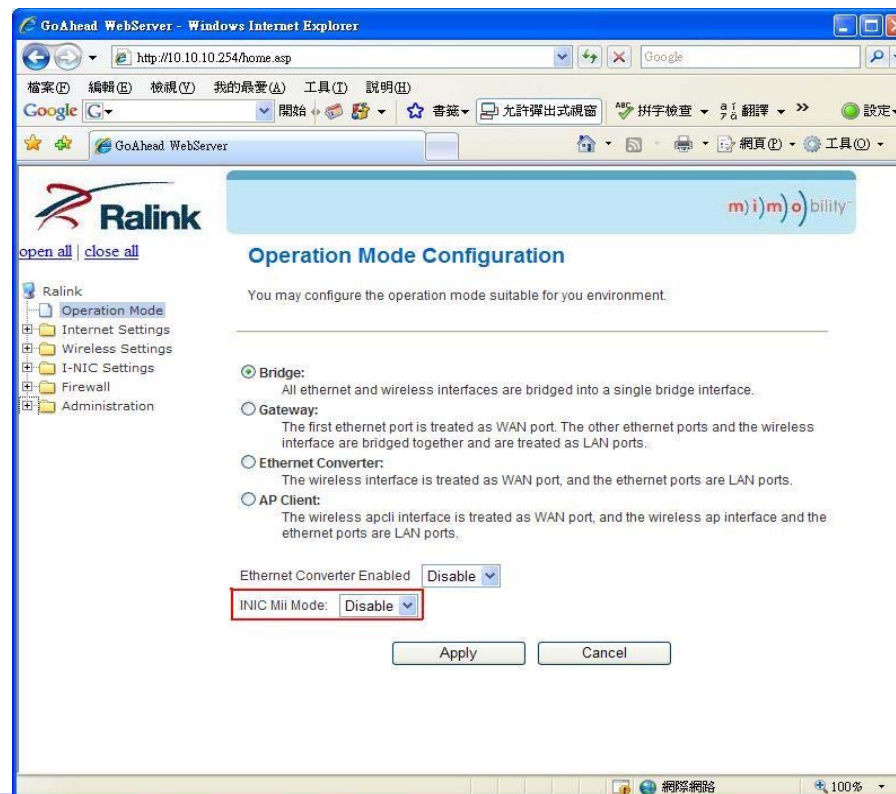 GoAhead WebServer - Windows Internet Explorer
http://10.10.10.254/home.asp
Google
檔案(F) 編輯(E) 檢視(V) 我的最愛(A) 工具(T) 說明(H)
Google G 開始 書籤 允許彈出式視窗 ABC 拼字檢查 翻譯 » 設定
GoAhead WebServer 網頁(P) 工具(O)
Ralink
m)i)m)o)bility
open all | close all
Operation Mode Configuration
You may configure the operation mode suitable for you environment.
Ralink
Operation Mode
Internet Settings
Wireless Settings
I-NIC Settings
Firewall
Administration
Bridge:
All ethernet and wireless interfaces are bridged into a single bridge interface.
Gateway:
The first ethernet port is treated as WAN port. The other ethernet ports and the wireless
interface are bridged together and are treated as LAN ports.
Ethernet Converter:
The wireless interface is treated as WAN port, and the ethernet ports are LAN ports.
AP Client:
The wireless apcli interface is treated as WAN port, and the wireless ap interface and the
ethernet ports are LAN ports.
Ethernet Converter Enabled Disable
INIC Mii Mode: Disable
Apply Cancel
網際網路 100%